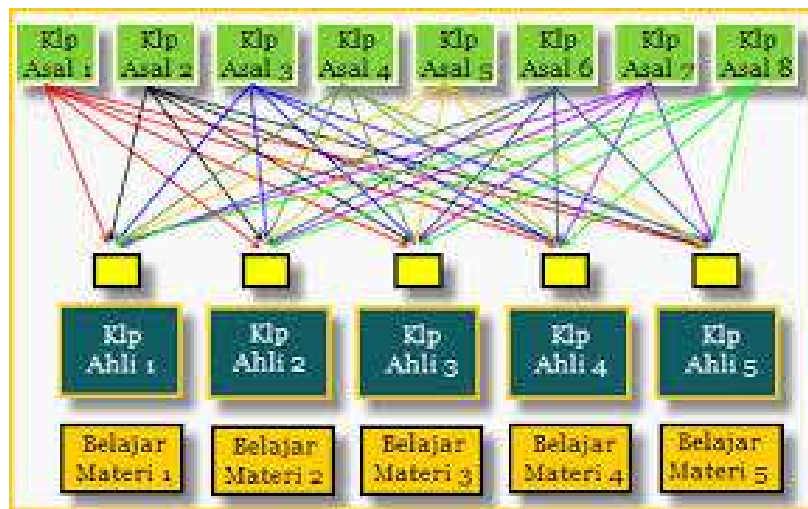 Klp
Asal 1
Klp
Asal 2
Klp
Asal 3
Klp
Asal 4
Klp
Asal 5
Klp
Asal 6
Klp
Asal 7
Klp
Asal 8
Klp
Ahli 1
Klp
Ahli 2
Klp
Ahli 3
Klp
Ahli 4
Klp
Ahli 5
Belajar
Materi 1
Belajar
Materi 2
Belajar
Materi 3
Belajar
Materi 4
Belajar
Materi 5